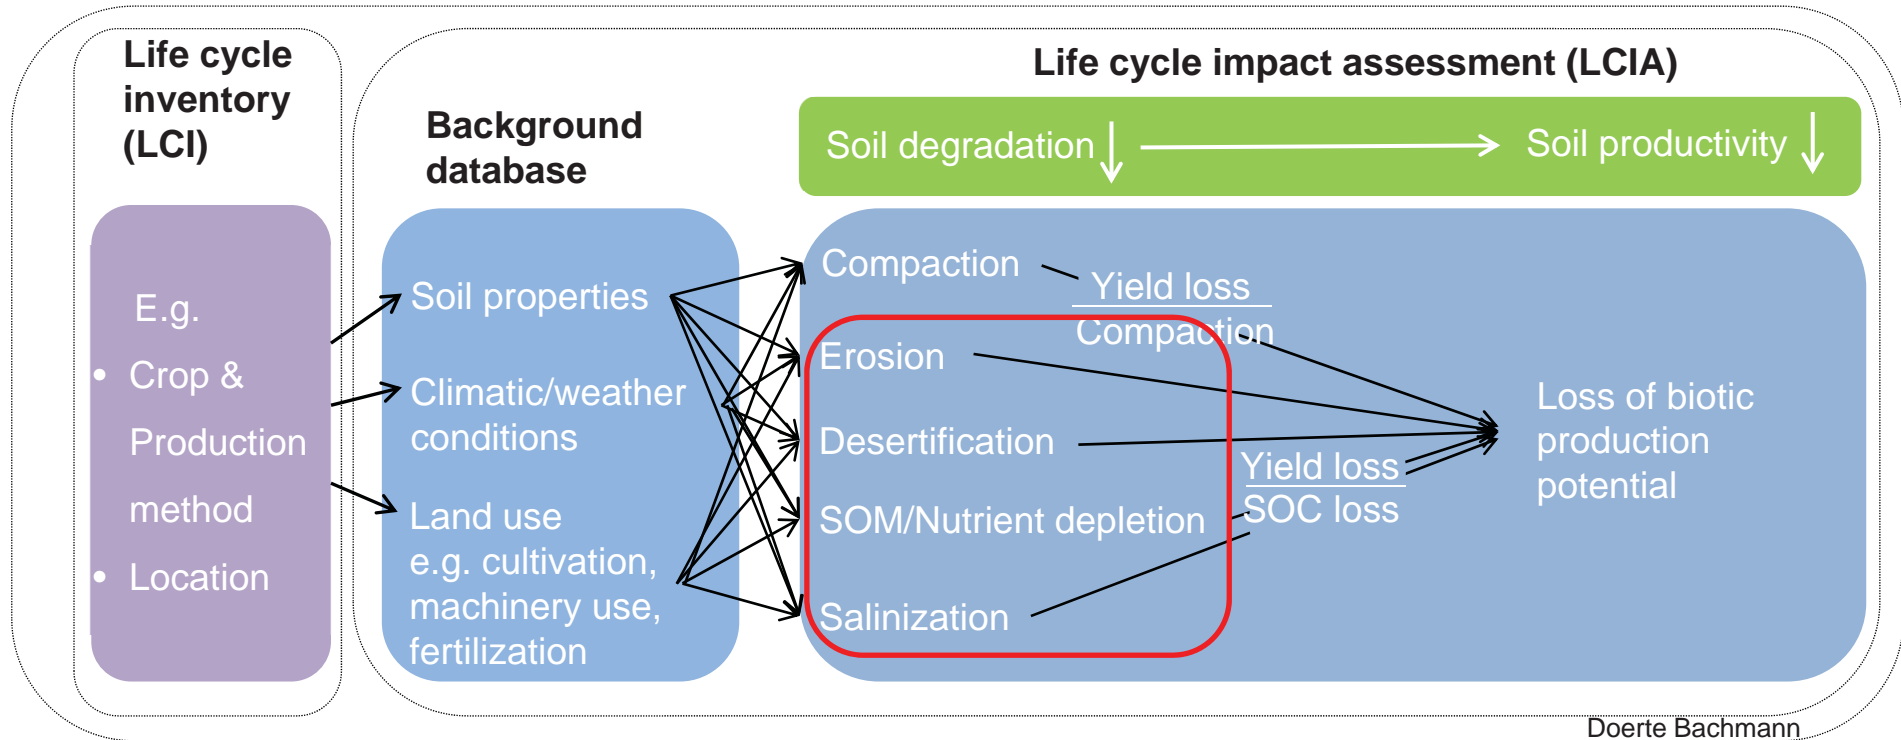 Life cycle
inventory
(LCI)
E.g.
• Crop &
Production
method
• Location
Background
database
Soil properties
Climatic/weather
conditions
Land use
e.g. cultivation,
machinery use,
fertilization
Life cycle impact assessment (LCIA)
Soil degradation
Soil productivity
Compaction
Yield loss
Compaction
Erosion
Desertification
SOM/Nutrient depletion
Salinization
Yield loss
SOC loss
Loss of biotic
production
potential
Doerte Bachmann